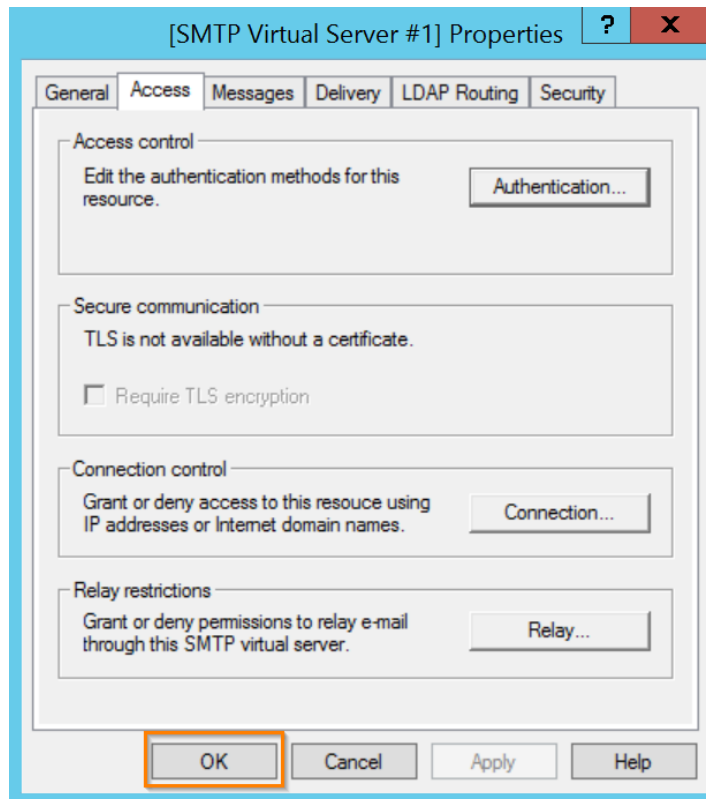 [SMTP Virtual Server #1] Properties ? X
General Access Messages Delivery LDAP Routing Security
Access control
Edit the authentication methods for this
resource.
Authentication...
Secure communication
TLS is not available without a certificate.
Require TLS encryption
Connection control
Grant or deny access to this resouce using
IP addresses or Internet domain names.
Connection...
Relay restrictions
Grant or deny permissions to relay e-mail
through this SMTP virtual server.
Relay...
OK Cancel Apply Help